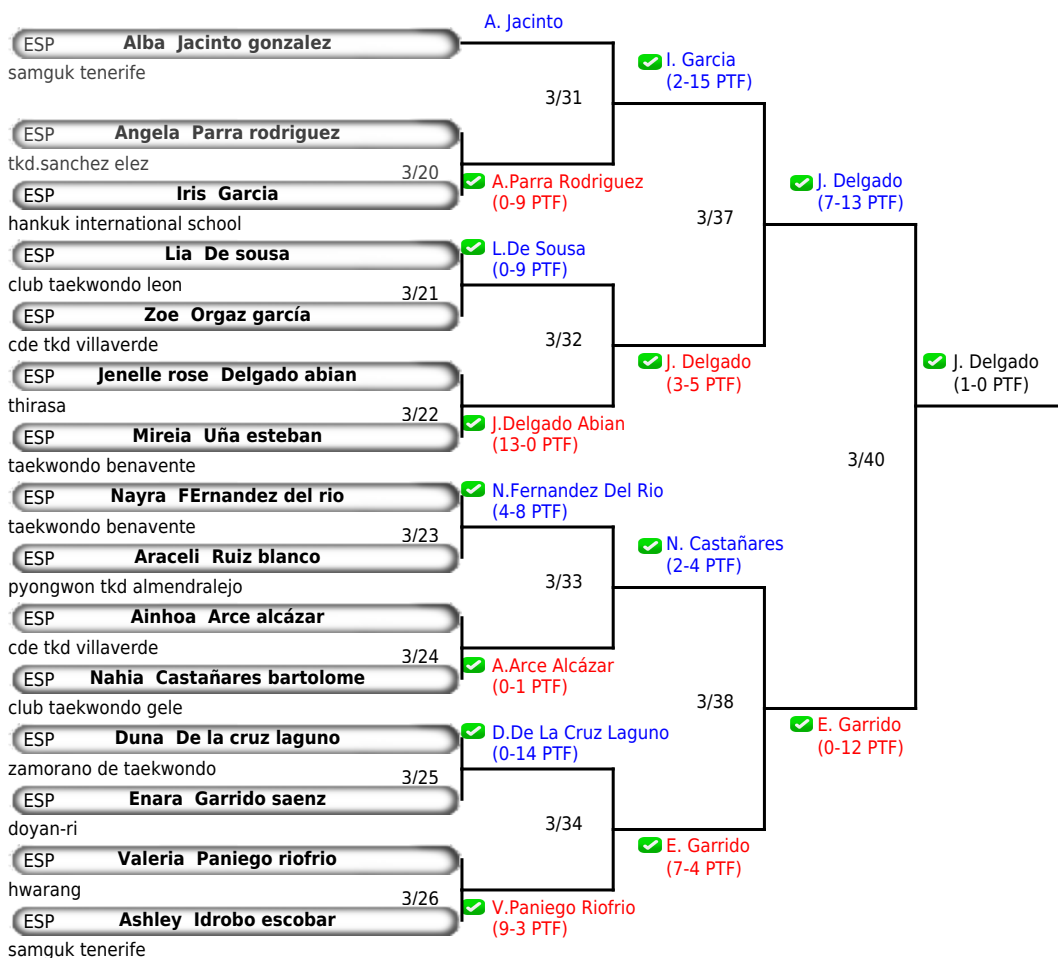 A. Jacinto
ESP Alba Jacinto gonzalez
samguk tenerife
I. Garcia
(2-15 PTF)
3/31
ESP Angela Parra rodriguez
tkd.sanchez elez
3/20
A.Parra Rodriguez
(0-9 PTF)
ESP Iris Garcia
hankuk international school
J. Delgado
(7-13 PTF)
3/37
ESP Lia De sousa
club taekwondo leon
L.De Sousa
(0-9 PTF)
3/21
ESP Zoe Orgaz garcía
cde tkd villaverde
3/32
J. Delgado
(3-5 PTF)
J. Delgado
(1-0 PTF)
ESP Jenelle rose Delgado abian
thirasa
3/22
J.Delgado Abian
(13-0 PTF)
ESP Mireia Uña esteban
taekwondo benavente
3/40
ESP Nayra FErnandez del rio
taekwondo benavente
N.Fernandez Del Rio
(4-8 PTF)
3/23
ESP Araceli Ruiz blanco
pyongwon tkd almendralejo
N. Castañares
(2-4 PTF)
3/33
ESP Ainhoa Arce alcázar
cde tkd villaverde
3/24
A.Arce Alcázar
(0-1 PTF)
ESP Nahia Castañares bartolome
club taekwondo gele
3/38
E. Garrido
(0-12 PTF)
ESP Duna De la cruz laguno
zamorano de taekwondo
D.De La Cruz Laguno
(0-14 PTF)
3/25
ESP Enara Garrido saenz
doyan-ri
3/34
E. Garrido
(7-4 PTF)
ESP Valeria Paniego riofrio
hwarang
3/26
V.Paniego Riofrio
(9-3 PTF)
ESP Ashley Idrobo escobar
samguk tenerife